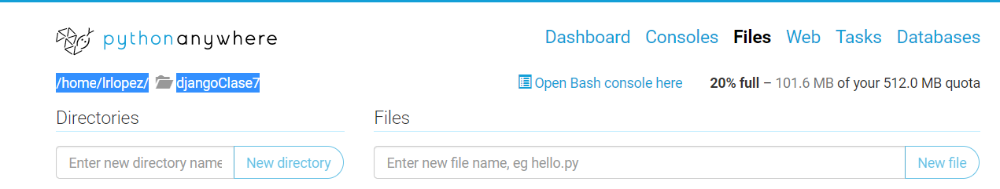 pythonanywhere
Dashboard Consoles Files Web Tasks Databases
/home/lrlopez/ djangoClase7
Open Bash console here 20% full – 101.6 MB of your 512.0 MB quota
Directories Files
Enter new directory name New directory Enter new file name, eg hello.py New file